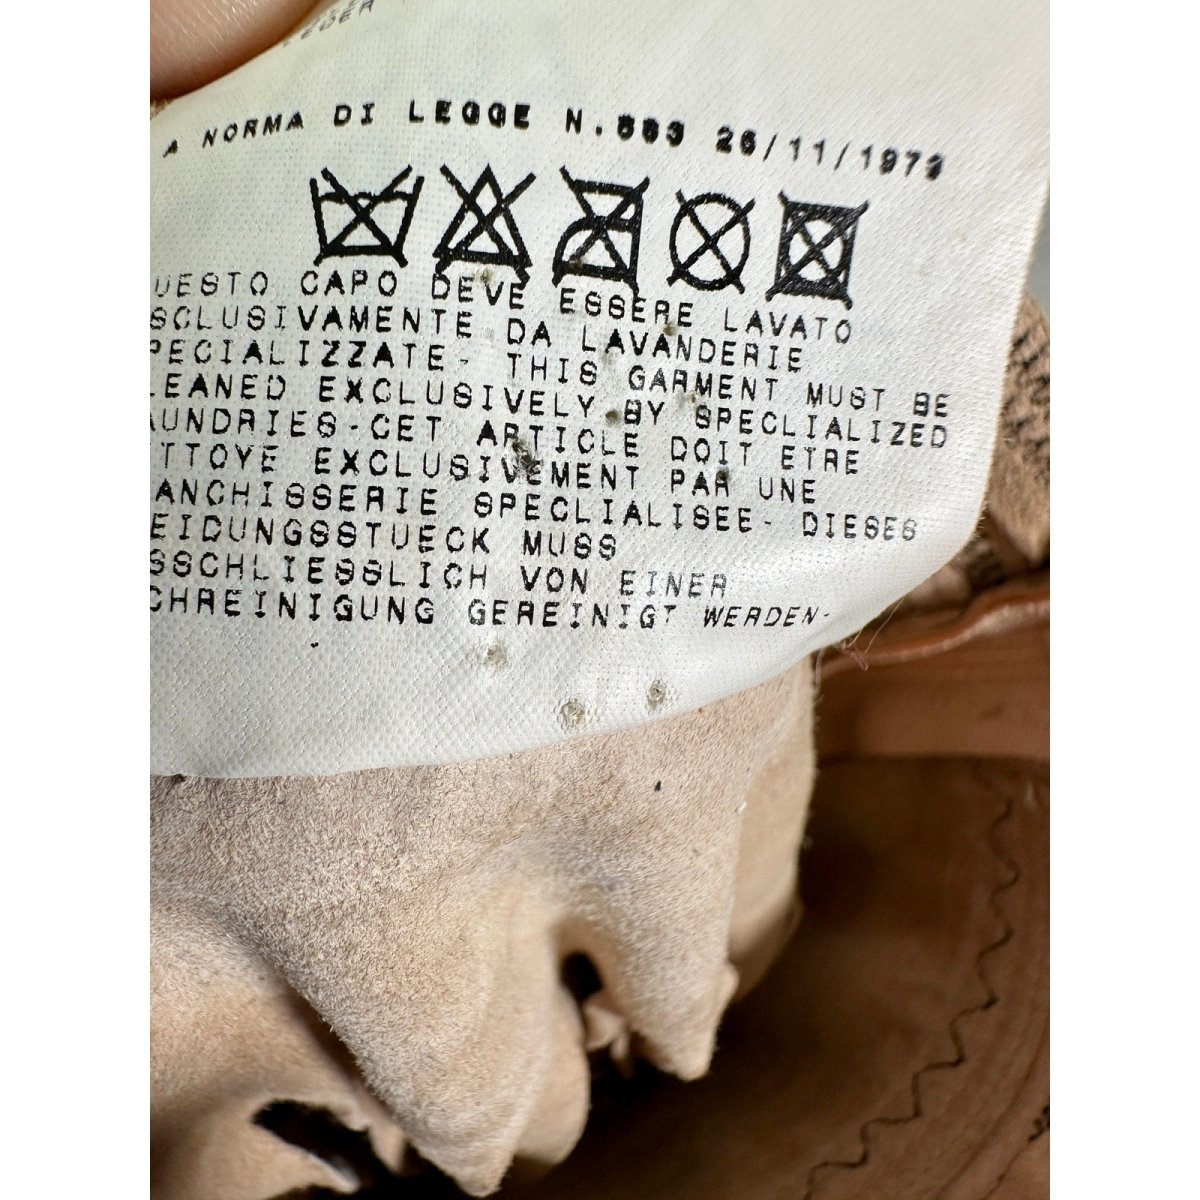 LEDER
A NORMA DI LEGGE N.883 26/11/1973
UESTO CAPO DEVE ESSERE LAVATO
SCLUSIVAMENTE DA LAVANDERIE
PECIALIZZATE- THIS GARMENT MUST BE
LEANED EXCLUSIVELY BY SPECLIALIZED
AUNDRIES-CET ARTICLE DOIT ETRE
TTOYE EXCLUSIVEMENT PAR UNE
ANCHISSERIE SPECLIALISEE- DIESES
EIDUNGSSTUECK MUSS
SSCHLIESSLICH VON EINER
CHREINIGUNG GEREINIGT WERDEN-